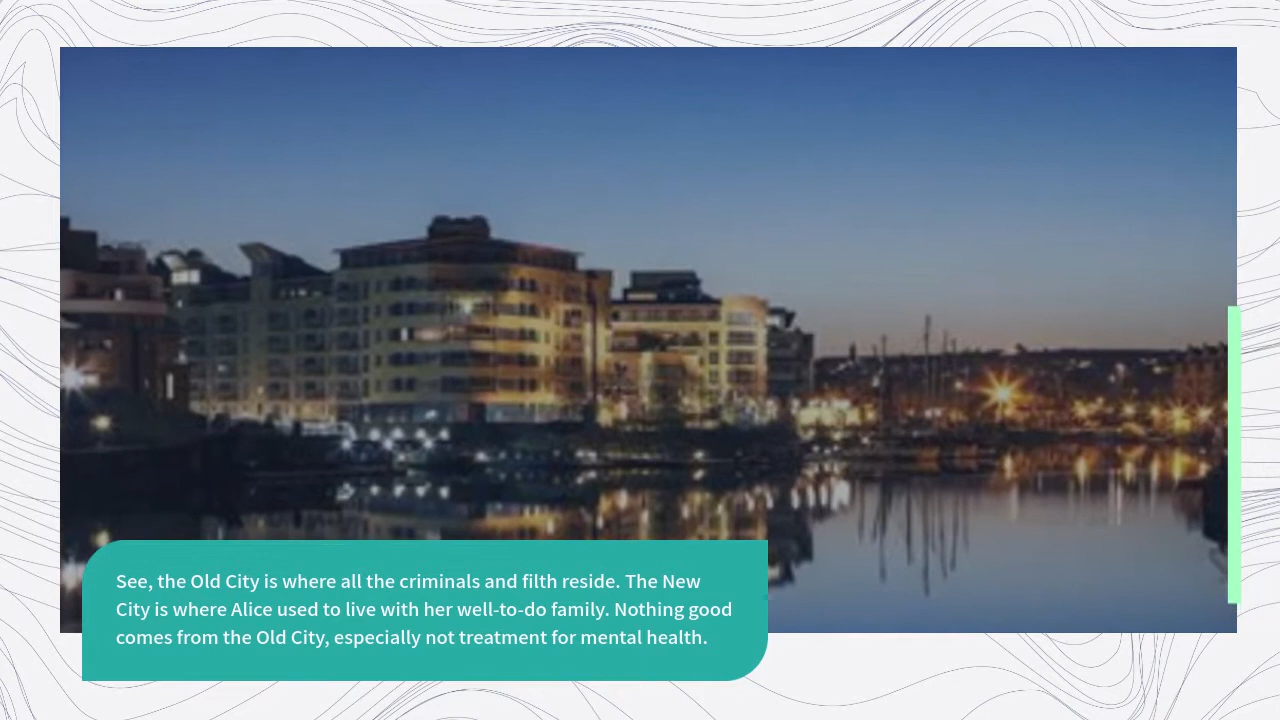 See, the Old City is where all the criminals and filth reside. The New
City is where Alice used to live with her well-to-do family. Nothing good
comes from the Old City, especially not treatment for mental health.